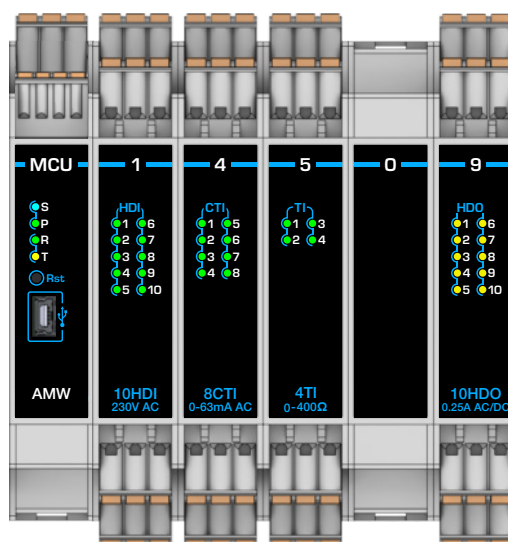 MCU 1 4 5 0 9
S
P
R
T
Rst
AMW
HDI
1 6
2 7
3 8
4 9
5 10
10HDI
230V AC
CTI
1 5
2 6
3 7
4 8
8CTI
0-63mA AC
TI
1 3
2 4
4TI
0-400Ω
HDO
1 6
2 7
3 8
4 9
5 10
10HDO
0.25A AC/DC